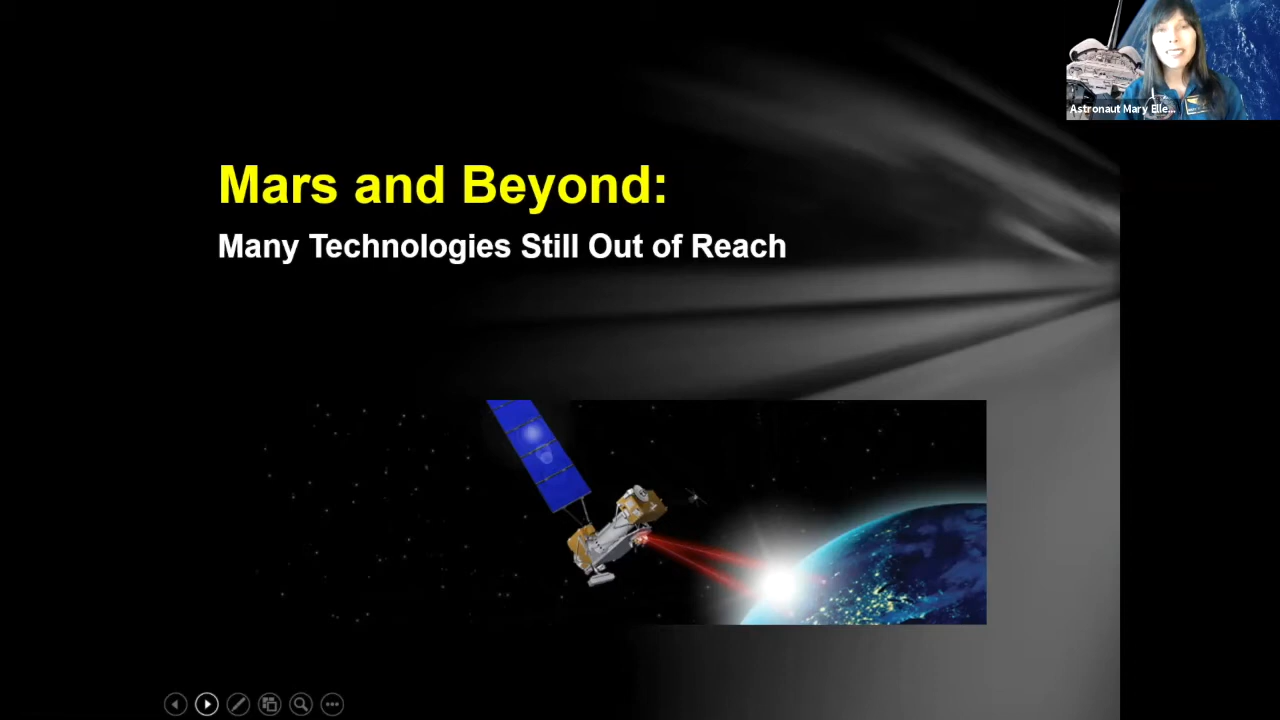 Astronaut Mary Elle...
Mars and Beyond:
Many Technologies Still Out of Reach